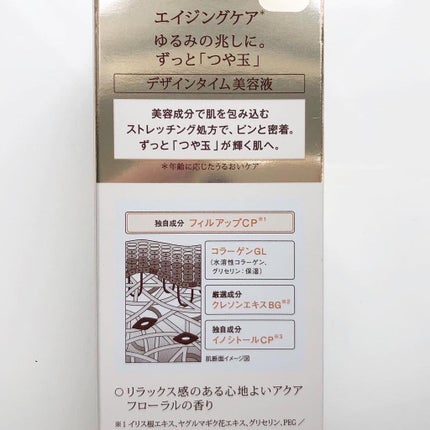 エイジングケア*
ゆるみの兆しに。
ずっと「つや玉」
デザインタイム美容液
美容成分で肌を包み込む
ストレッチング処方で、ピンと密着。
ずっと「つや玉」が輝く肌へ。
*年齢に応じたうるおいケア
独自成分 フィルアップCP※1
コラーゲンGL
(水溶性コラーゲン、
グリセリン:保湿)
厳選成分
クレソンエキスBG※2
独自成分
イノシトールCP※3
肌断面イメージ図
○リラックス感のある心地よいアクア
フローラルの香り
※1 イリス根エキス、ヤグルマギク花エキス、グリセリン、PEG/